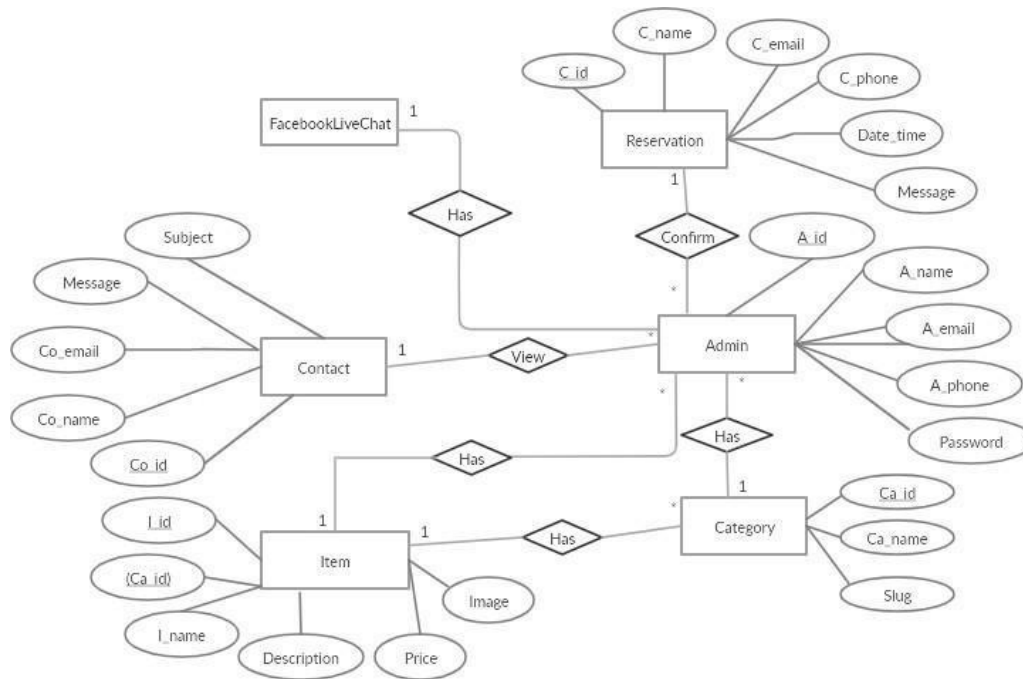 C_name
C_email
C_id
C_phone
FacebookLiveChat
1
Reservation
Date_time
1
Message
Has
Confirm
A_id
Subject
*
A_name
Message
*
A_email
Co_email
1
View
Admin
Contact
*
*
A_phone
Co_name
Has
Password
Co_id
Has
1
Ca_id
I_id
1
1
*
Category
Ca_name
Item
Has
(Ca_id)
Image
Slug
I_name
Description
Price